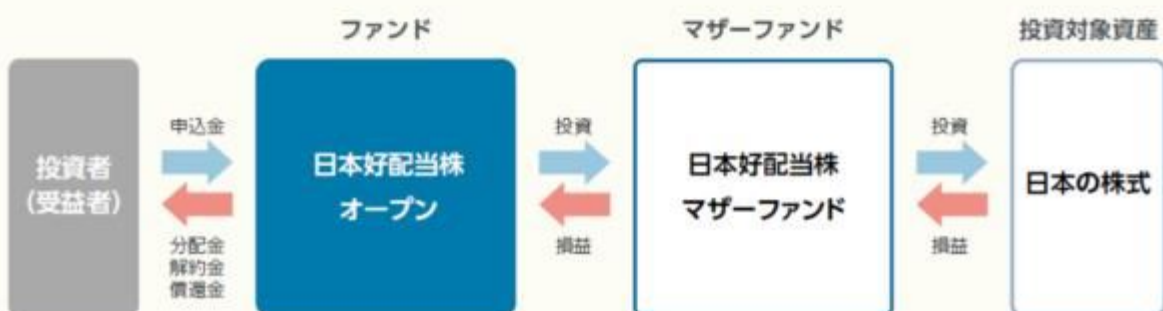 ファンド
マザーファンド
投資対象資産
投資者
(受益者)
申込金
分配金
解約金
償還金
日本好配当株
オープン
投資
損益
日本好配当株
マザーファンド
投資
損益
日本の株式